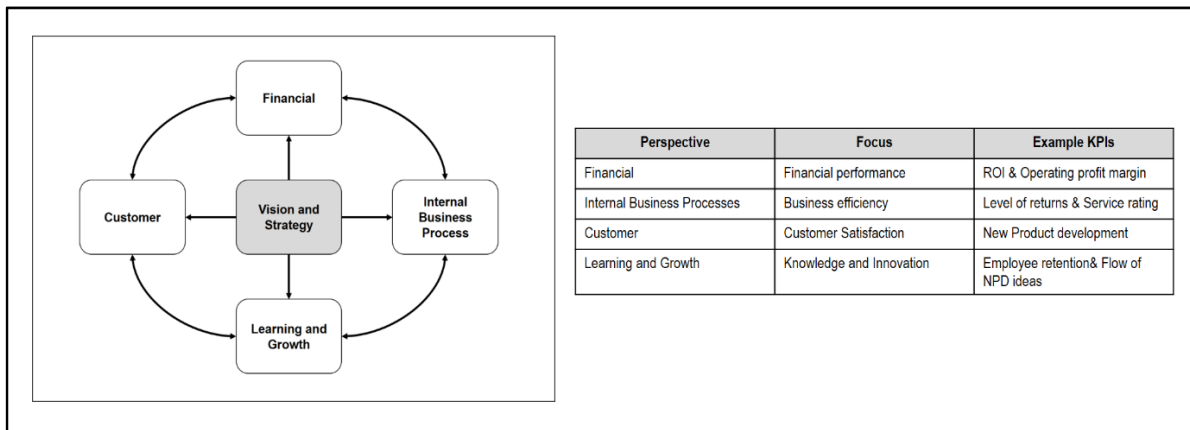 Financial
Customer
Vision and
Strategy
Internal
Business
Process
Learning and
Growth
Perspective Focus Example KPIs
Financial Financial performance ROI & Operating profit margin
Internal Business Processes Business efficiency Level of returns & Service rating
Customer Customer Satisfaction New Product development
Learning and Growth Knowledge and Innovation Employee retention& Flow of
NPD ideas